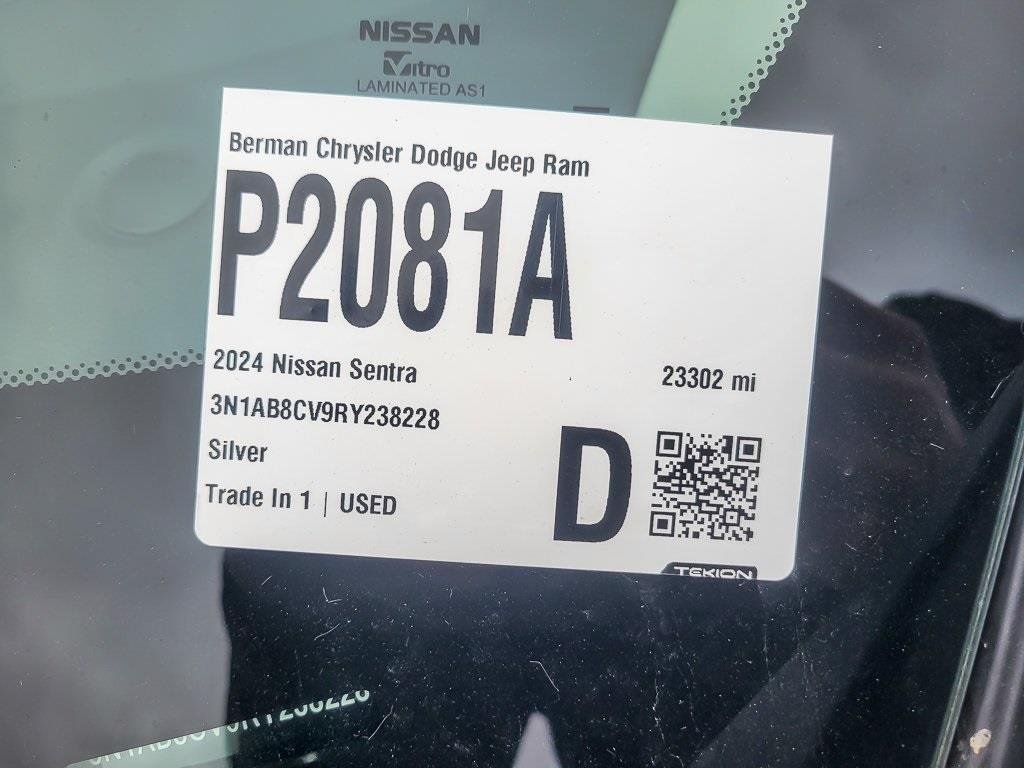 NISSAN
Vitro
LAMINATED AS1
Berman Chrysler Dodge Jeep Ram
P2081A
2024 Nissan Sentra
23302 mi
3N1AB8CV9RY238228
Silver
D
Trade In 1 | USED
TEKION
3N1AB8CV9RY238228